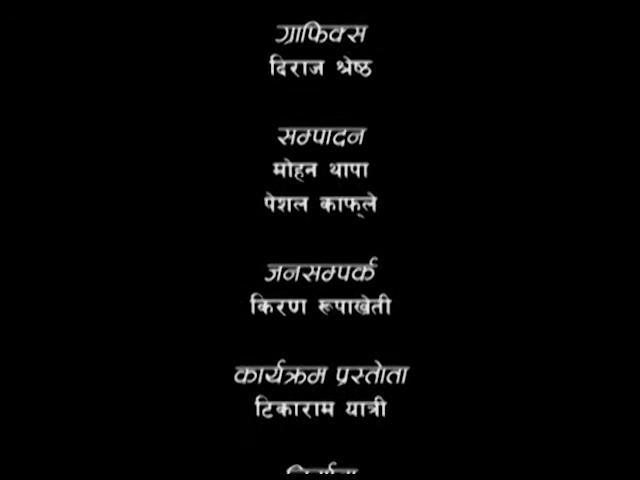 ग्राफिक्स
दिराज श्रेष्ठ
सम्पादन
मोहन थापा
पेशल काफ्ले
जनसम्पर्क
किरण रूपाखेती
कार्यक्रम प्रस्तोता
टिकाराम यात्री